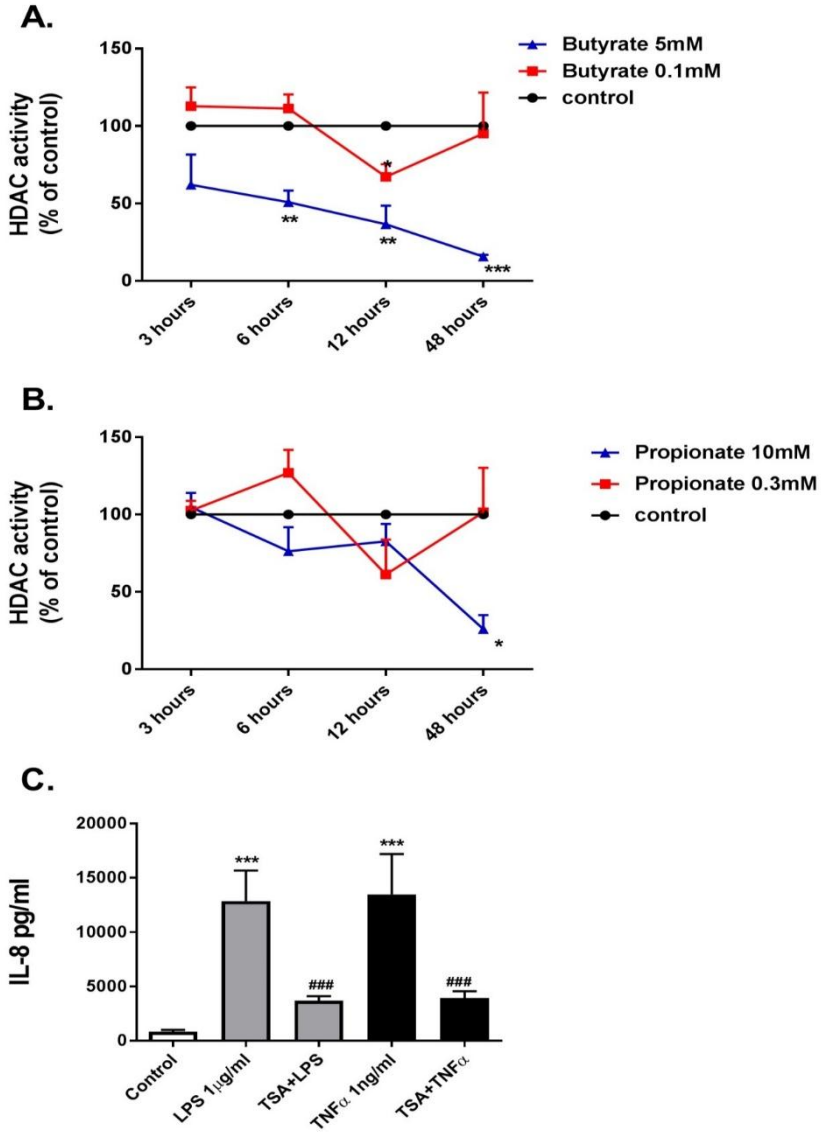 A.
HDAC activity
(% of control)
150
100
50
0
*
**
**
***
3 hours
6 hours
12 hours
48 hours
Butyrate 5mM
Butyrate 0.1mM
control
B.
HDAC activity
(% of control)
150
100
50
0
*
3 hours
6 hours
12 hours
48 hours
Propionate 10mM
Propionate 0.3mM
control
C.
IL-8 pg/ml
20000
15000
10000
5000
0
***
###
***
###
Control
LPS 1μg/ml
TSA+LPS
TNFα 1ng/ml
TSA+TNFα